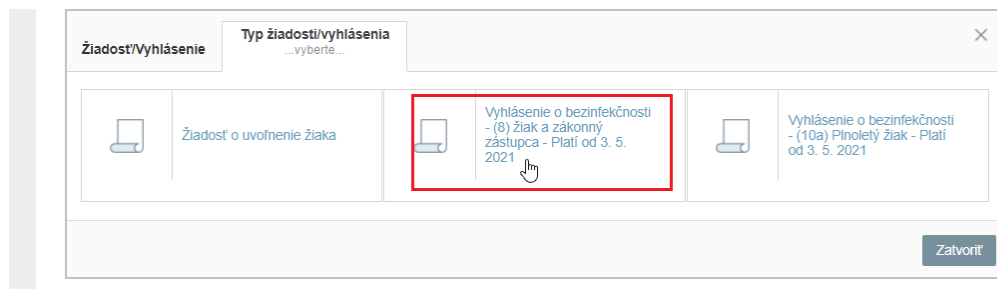 Žiadosť/Vyhlásenie
Typ žiadosti/vyhlásenia
...vyberte...
Žiadosť o uvoľnenie žiaka
Vyhlásenie o bezinfekčnosti
- (8) žiak a zákonný
zástupca - Platí od 3. 5.
2021
Vyhlásenie o bezinfekčnosti
- (10a) Plnoletý žiak - Platí
od 3. 5. 2021
Zatvoriť